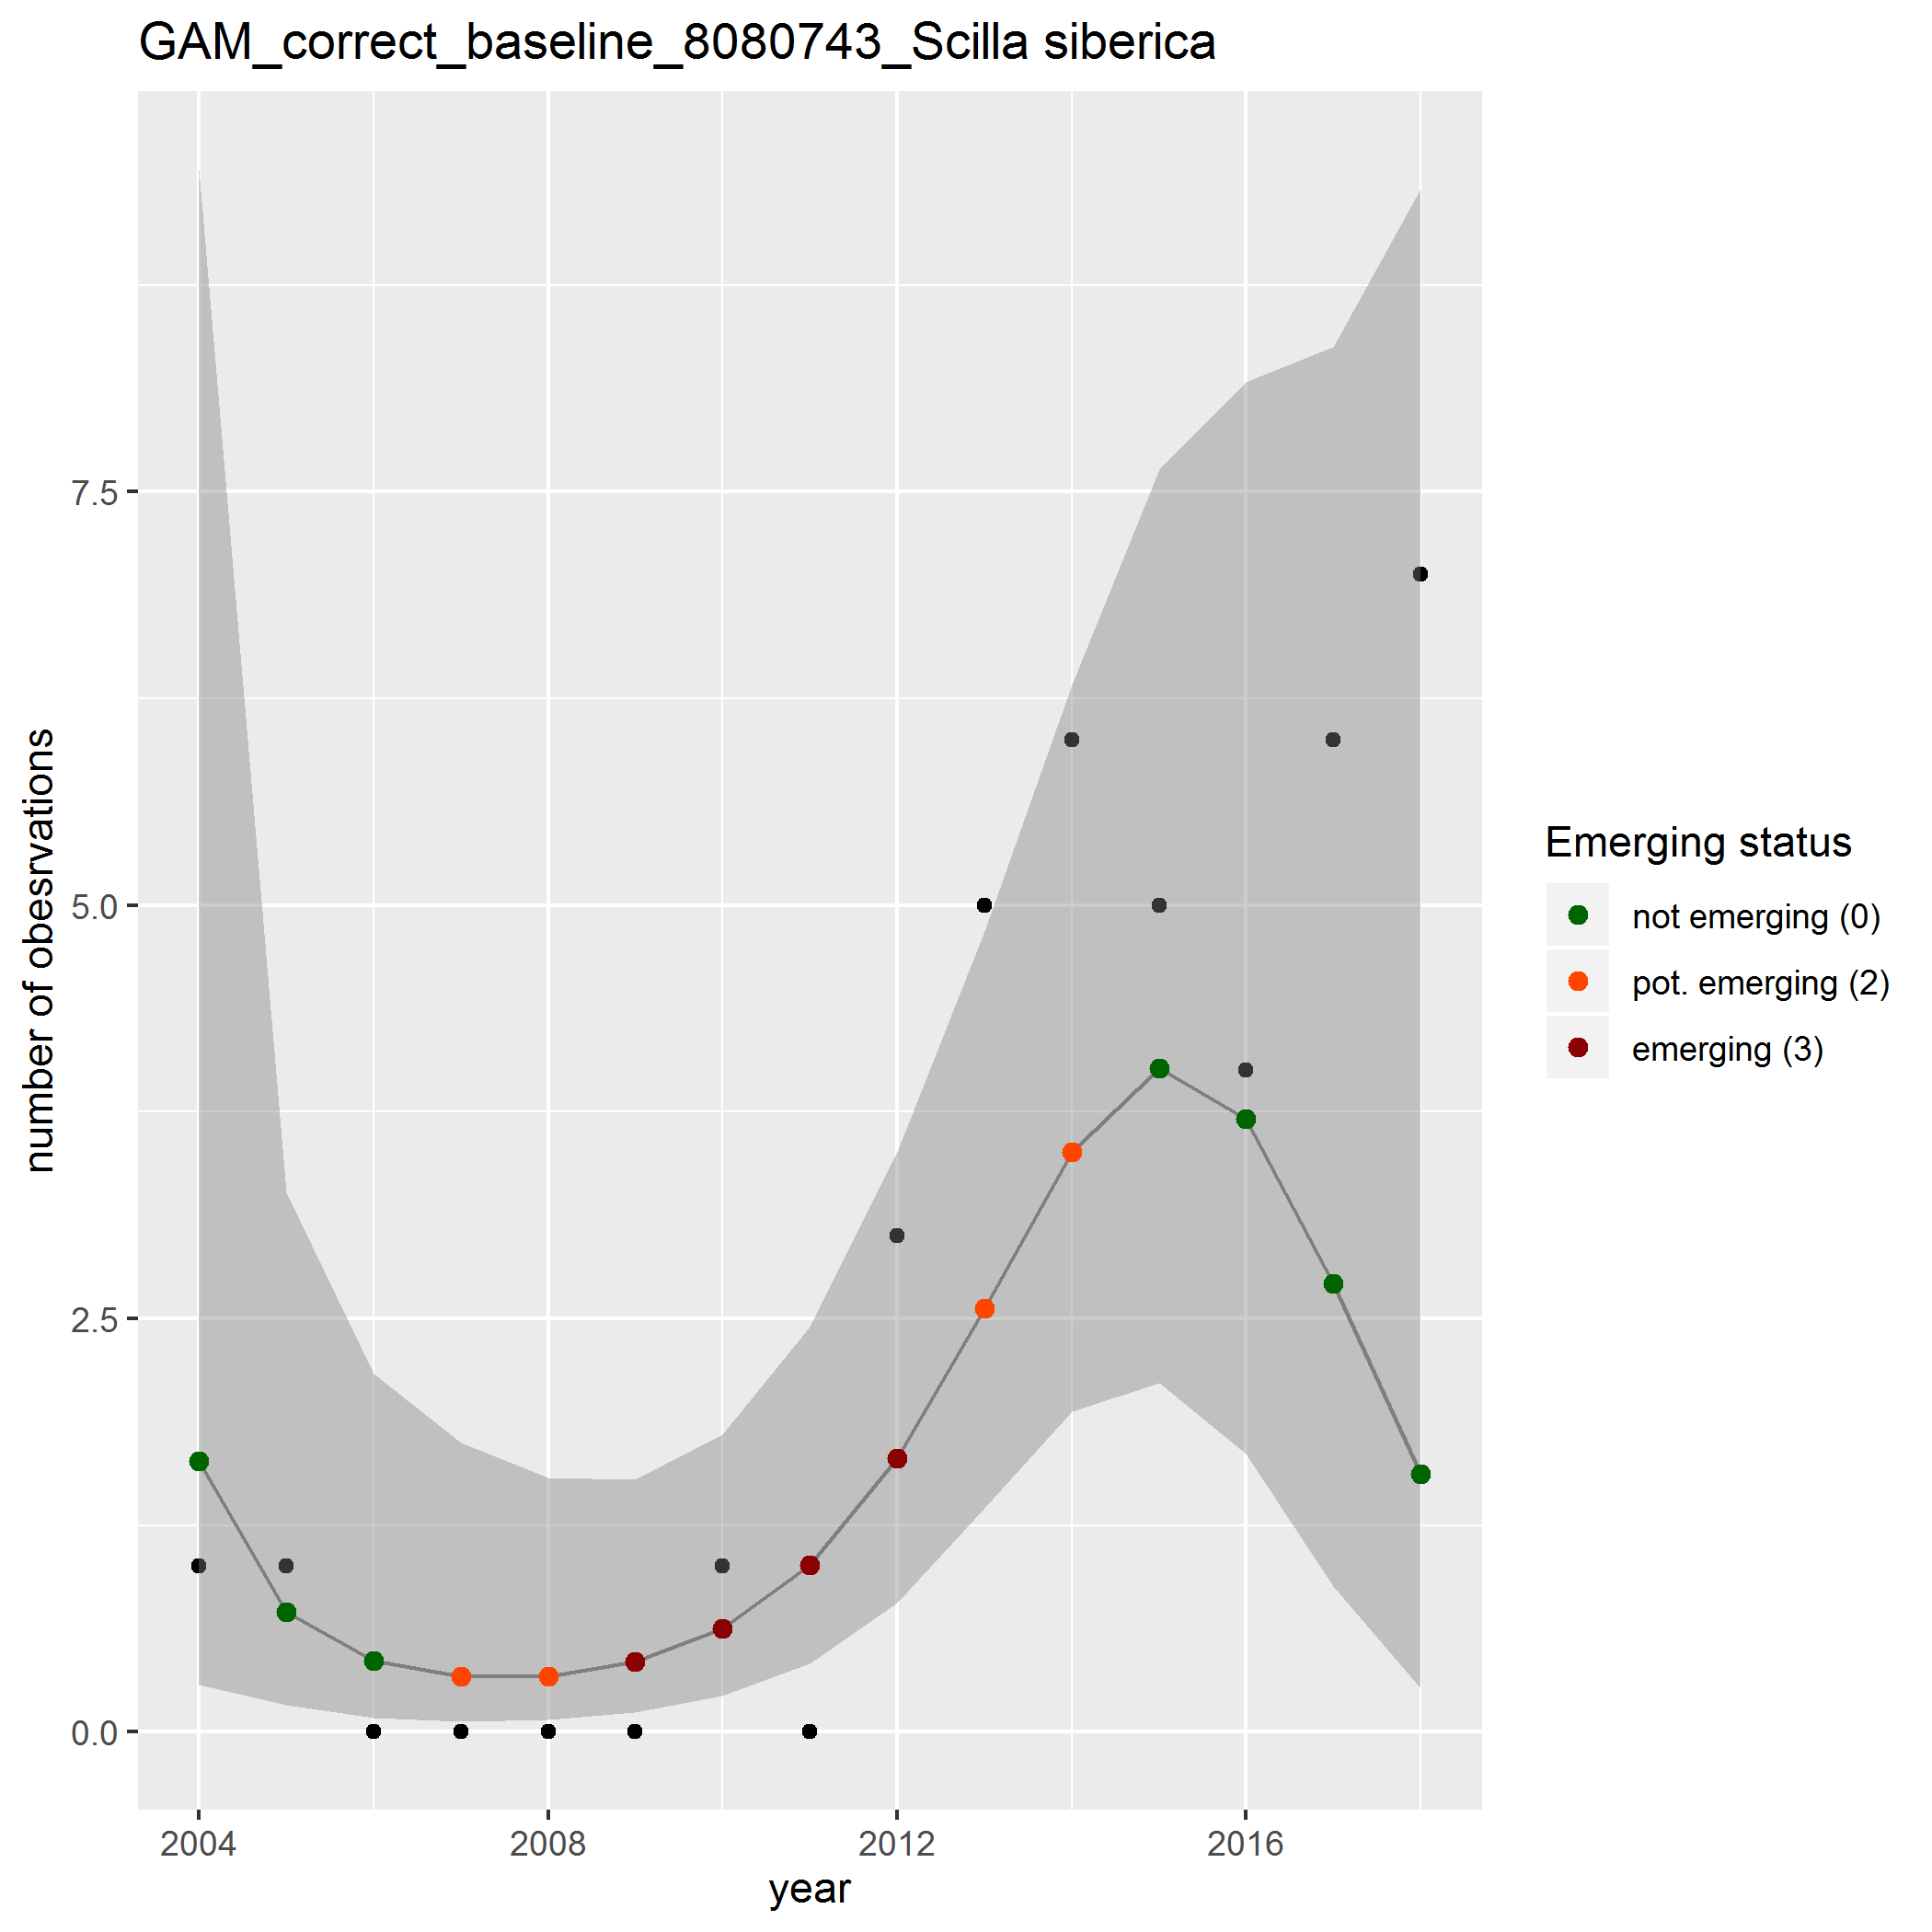 GAM_correct_baseline_8080743_Scilla siberica
number of obesrvations
7.5
5.0
2.5
0.0
2004
2008
2012
2016
year
Emerging status
not emerging (0)
pot. emerging (2)
emerging (3)